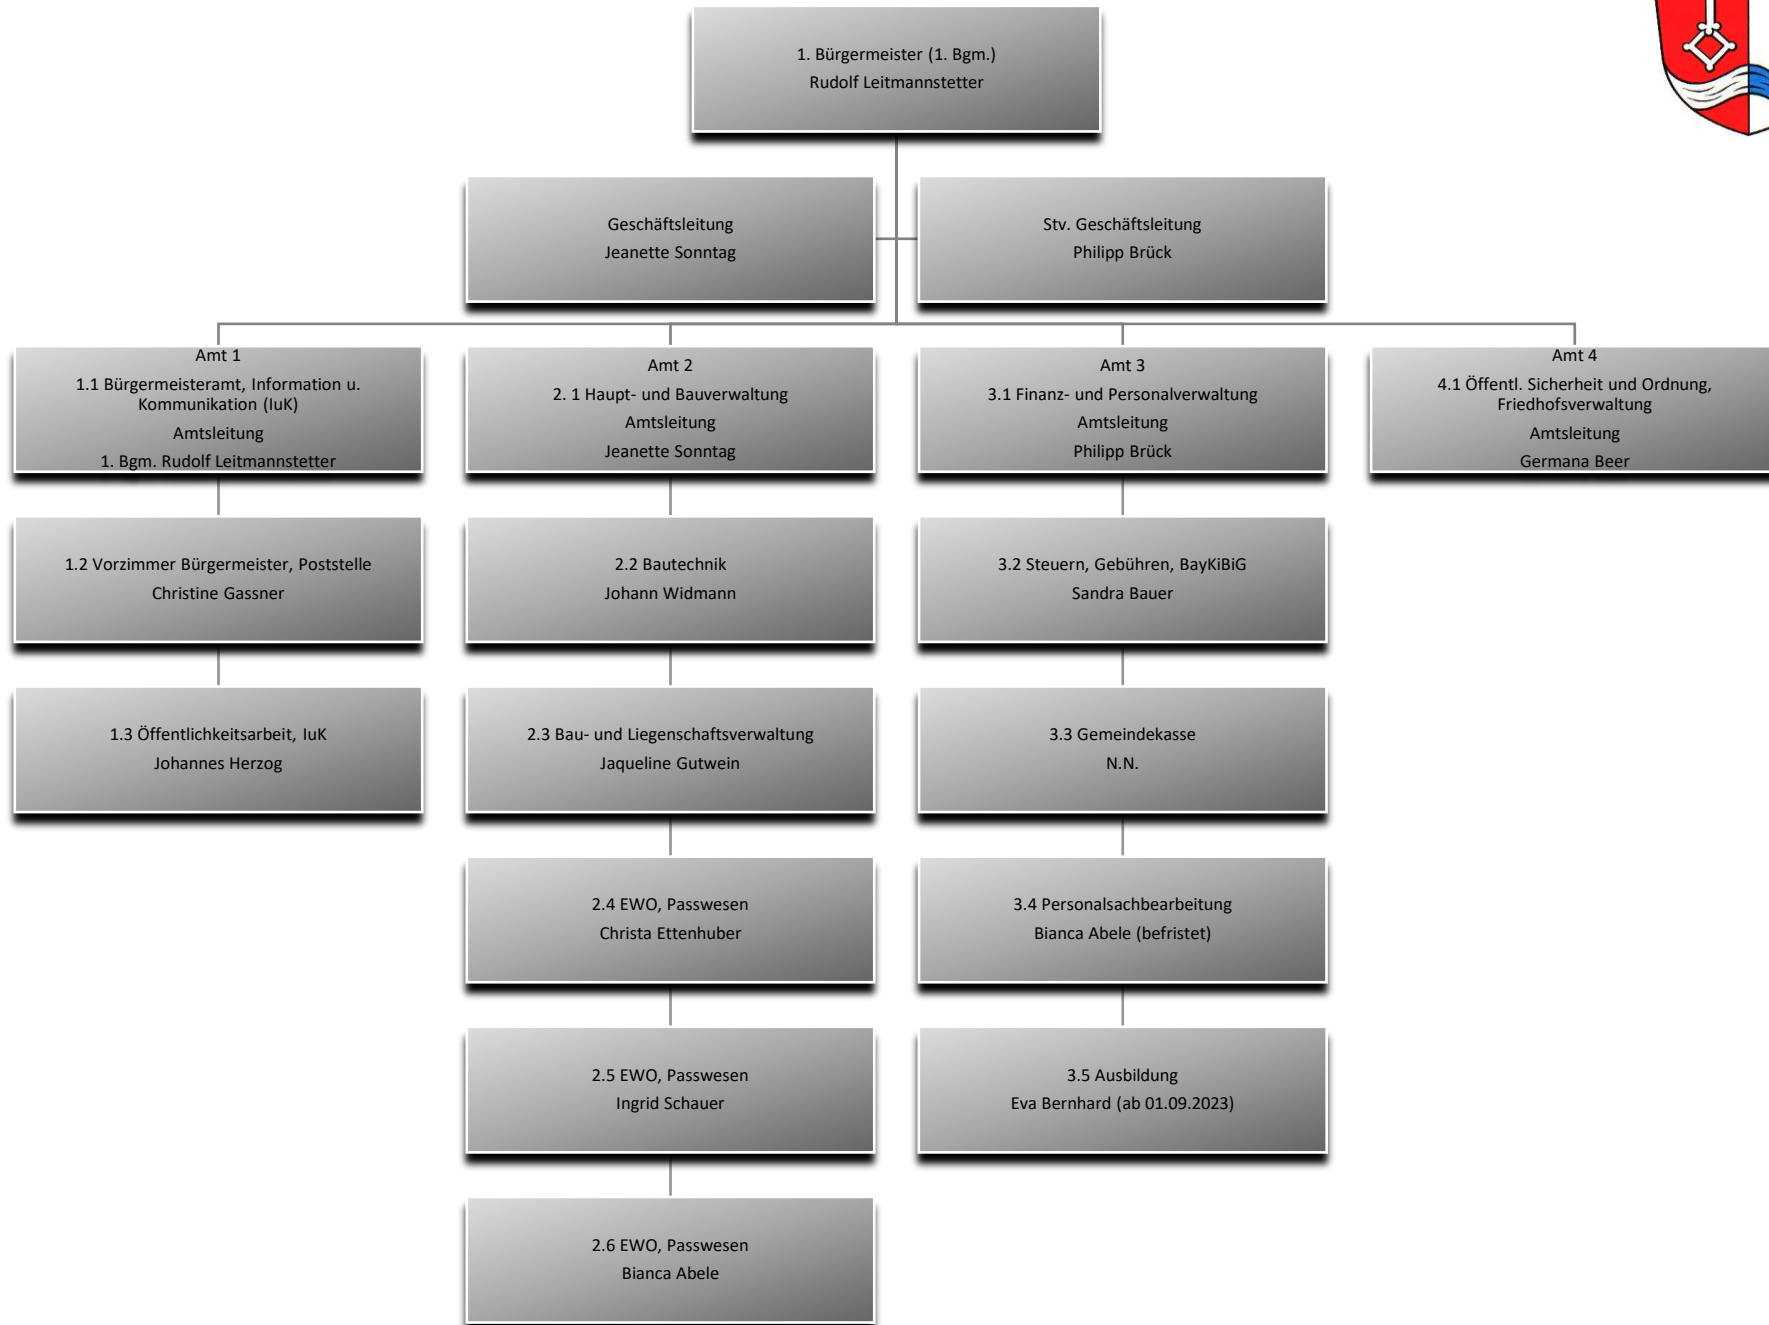 1. Bürgermeister (1. Bgm.)
Rudolf Leitmannstetter
Geschäftsleitung
Jeanette Sonntag
Stv. Geschäftsleitung
Philipp Brück
Amt 1
1.1 Bürgermeisteramt, Information u.
Kommunikation (IuK)
Amtsleitung
1. Bgm. Rudolf Leitmannstetter
Amt 2
2. 1 Haupt- und Bauverwaltung
Amtsleitung
Jeanette Sonntag
Amt 3
3.1 Finanz- und Personalverwaltung
Amtsleitung
Philipp Brück
Amt 4
4.1 Öffentl. Sicherheit und Ordnung,
Friedhofsverwaltung
Amtsleitung
Germana Beer
1.2 Vorzimmer Bürgermeister, Poststelle
Christine Gassner
2.2 Bautechnik
Johann Widmann
3.2 Steuern, Gebühren, BayKiBiG
Sandra Bauer
1.3 Öffentlichkeitsarbeit, IuK
Johannes Herzog
2.3 Bau- und Liegenschaftsverwaltung
Jaqueline Gutwein
3.3 Gemeindekasse
N.N.
2.4 EWO, Passwesen
Christa Ettenhuber
3.4 Personalsachbearbeitung
Bianca Abele (befristet)
2.5 EWO, Passwesen
Ingrid Schauer
3.5 Ausbildung
Eva Bernhard (ab 01.09.2023)
2.6 EWO, Passwesen
Bianca Abele